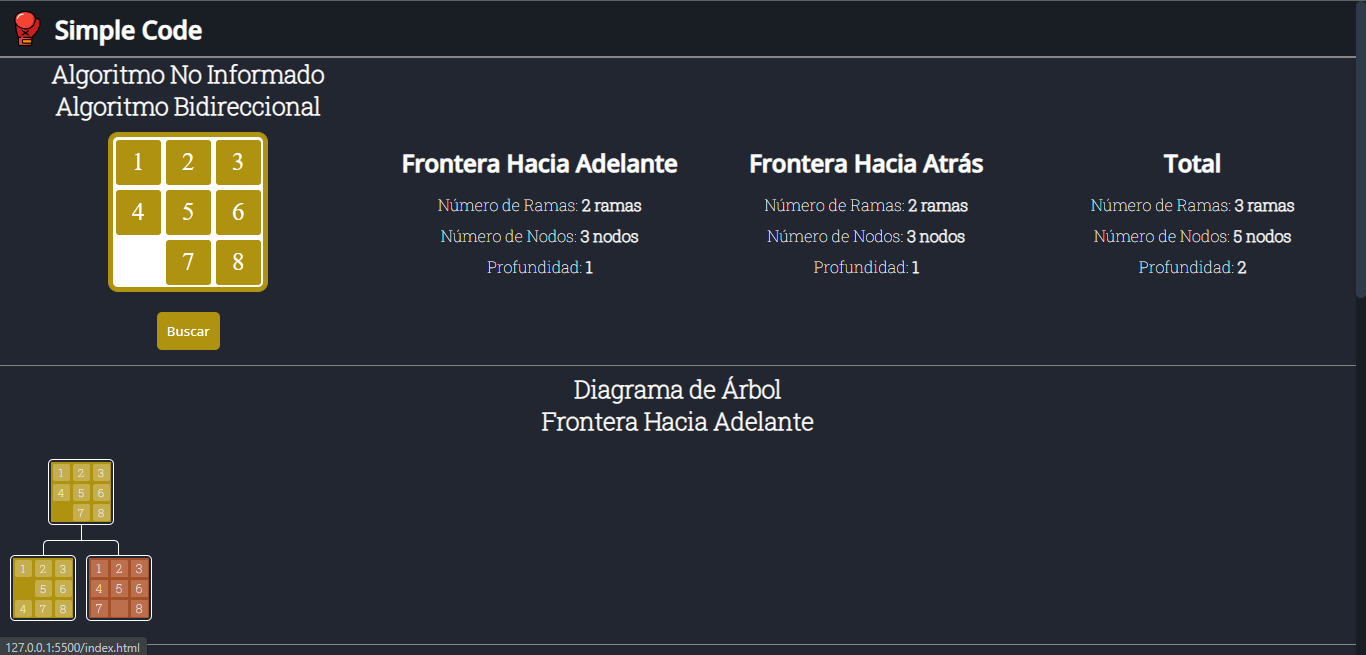 Simple Code
Algoritmo No Informado
Algoritmo Bidireccional
1 2 3
4 5 6
7 8
Buscar
Frontera Hacia Adelante
Número de Ramas: 2 ramas
Número de Nodos: 3 nodos
Profundidad: 1
Frontera Hacia Atrás
Número de Ramas: 2 ramas
Número de Nodos: 3 nodos
Profundidad: 1
Total
Número de Ramas: 3 ramas
Número de Nodos: 5 nodos
Profundidad: 2
Diagrama de Árbol
Frontera Hacia Adelante
1 2 3
4 5 6
7 8
1 2 3
5 6
4 7 8
1 2 3
4 5 6
7 8
127.0.0.1:5500/index.html